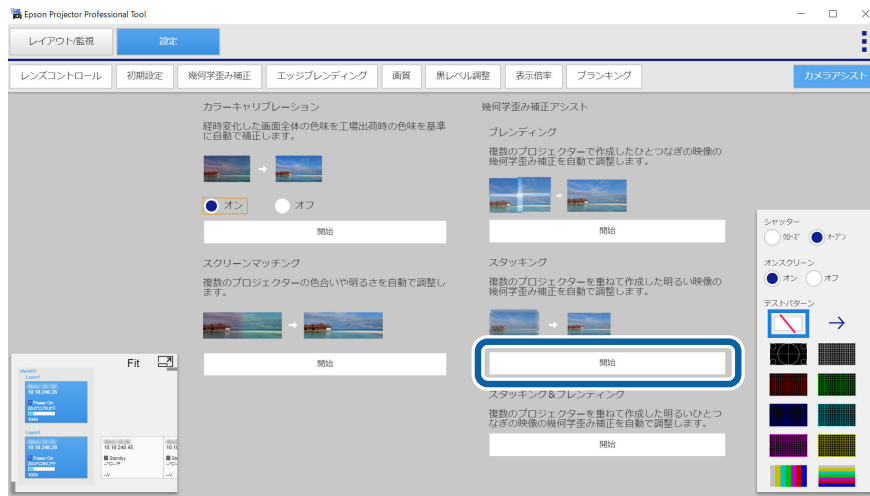 Epson Projector Professional Tool
レイアウト/監視
設定
レンズコントロール
初期設定
幾何学歪み補正
エッジブレンディング
画質
黒レベル調整
表示倍率
ブランキング
カメラアシスト
カラーキャリブレーション
経時変化した画面全体の色味を工場出荷時の色味を基準
に自動で補正します。
オン
オフ
開始
スクリーンマッチング
複数のプロジェクターの色合いや明るさを自動で調整し
ます。
開始
幾何学歪み補正アシスト
ブレンディング
複数のプロジェクターで作成したひとつなぎの映像の
幾何学歪み補正を自動で調整します。
開始
スタッキング
複数のプロジェクターを重ねて作成した明るい映像の
幾何学歪み補正を自動で調整します。
開始
スタッキング&ブレンディング
複数のプロジェクターを重ねて作成した明るいひとつ
なぎの映像の幾何学歪み補正を自動で調整します。
開始
シャッター
クローズ
オープン
オンスクリーン
オン
オフ
テストパターン
Fit
Layer1
10.10.240.28
Power On
104V
Layer2
10.10.240.29
Power On
103V
10.10.240.45
Standby
--V